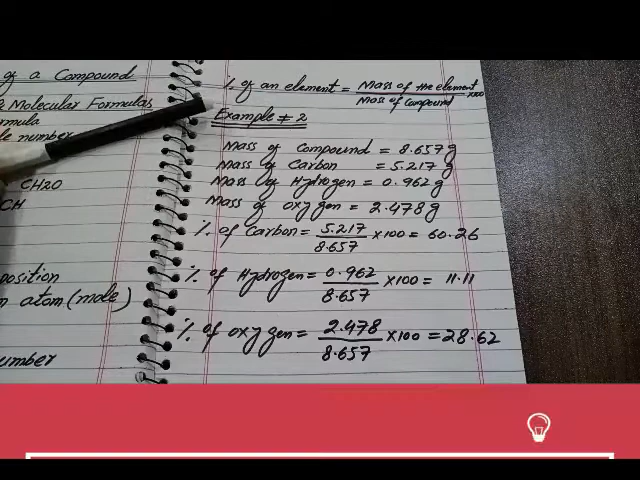 of a Compound
Molecular Formulas
rmula
le number
CH2O
CH
position
m atom (mole)
number
% of an element = Mass of the element / Mass of Compound ×100
Example # 2
Mass of Compound = 8.657 g
Mass of Carbon = 5.217 g
Mass of Hydrogen = 0.962 g
Mass of oxygen = 2.478 g
% of Carbon = 5.217 / 8.657 ×100 = 60.26
% of Hydrogen = 0.962 / 8.657 ×100 = 11.11
% of oxygen = 2.478 / 8.657 ×100 = 28.62